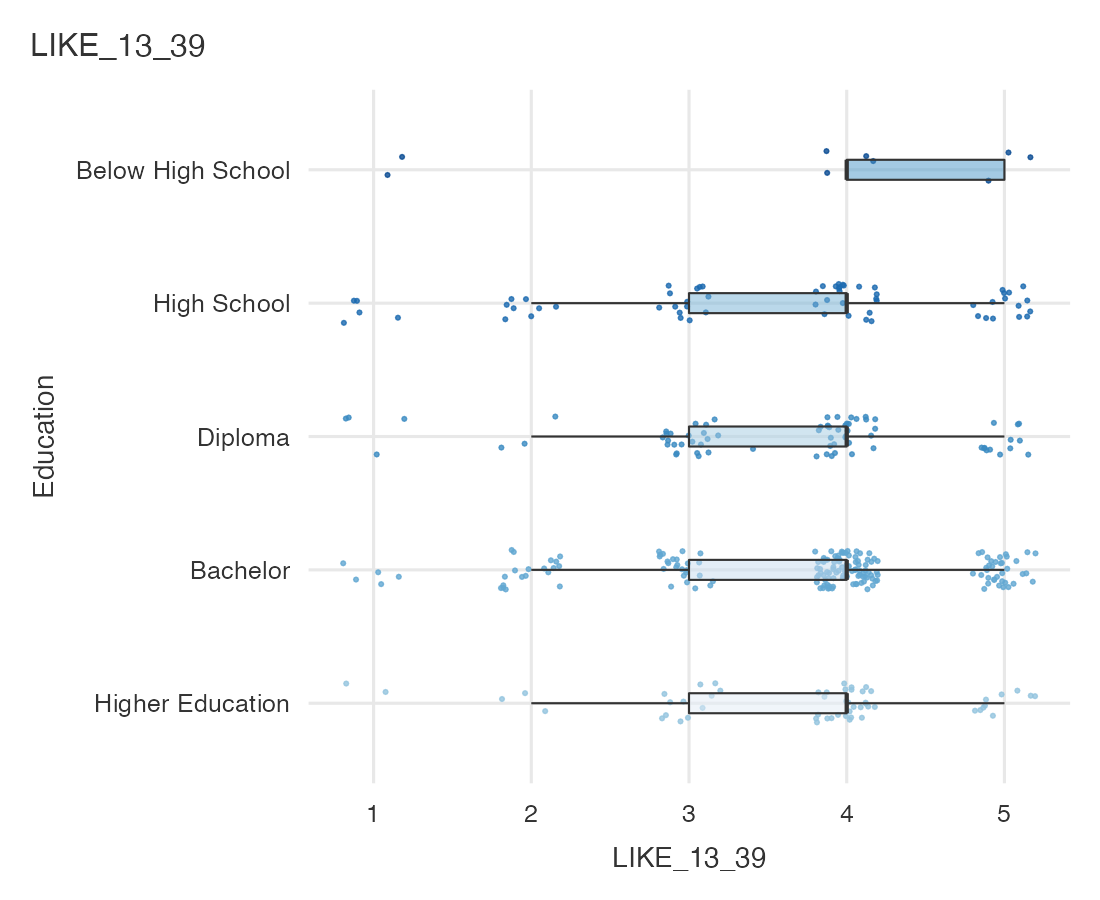 LIKE_13_39
Below High School
High School
Diploma
Bachelor
Higher Education
Education
1 2 3 4 5
LIKE_13_39